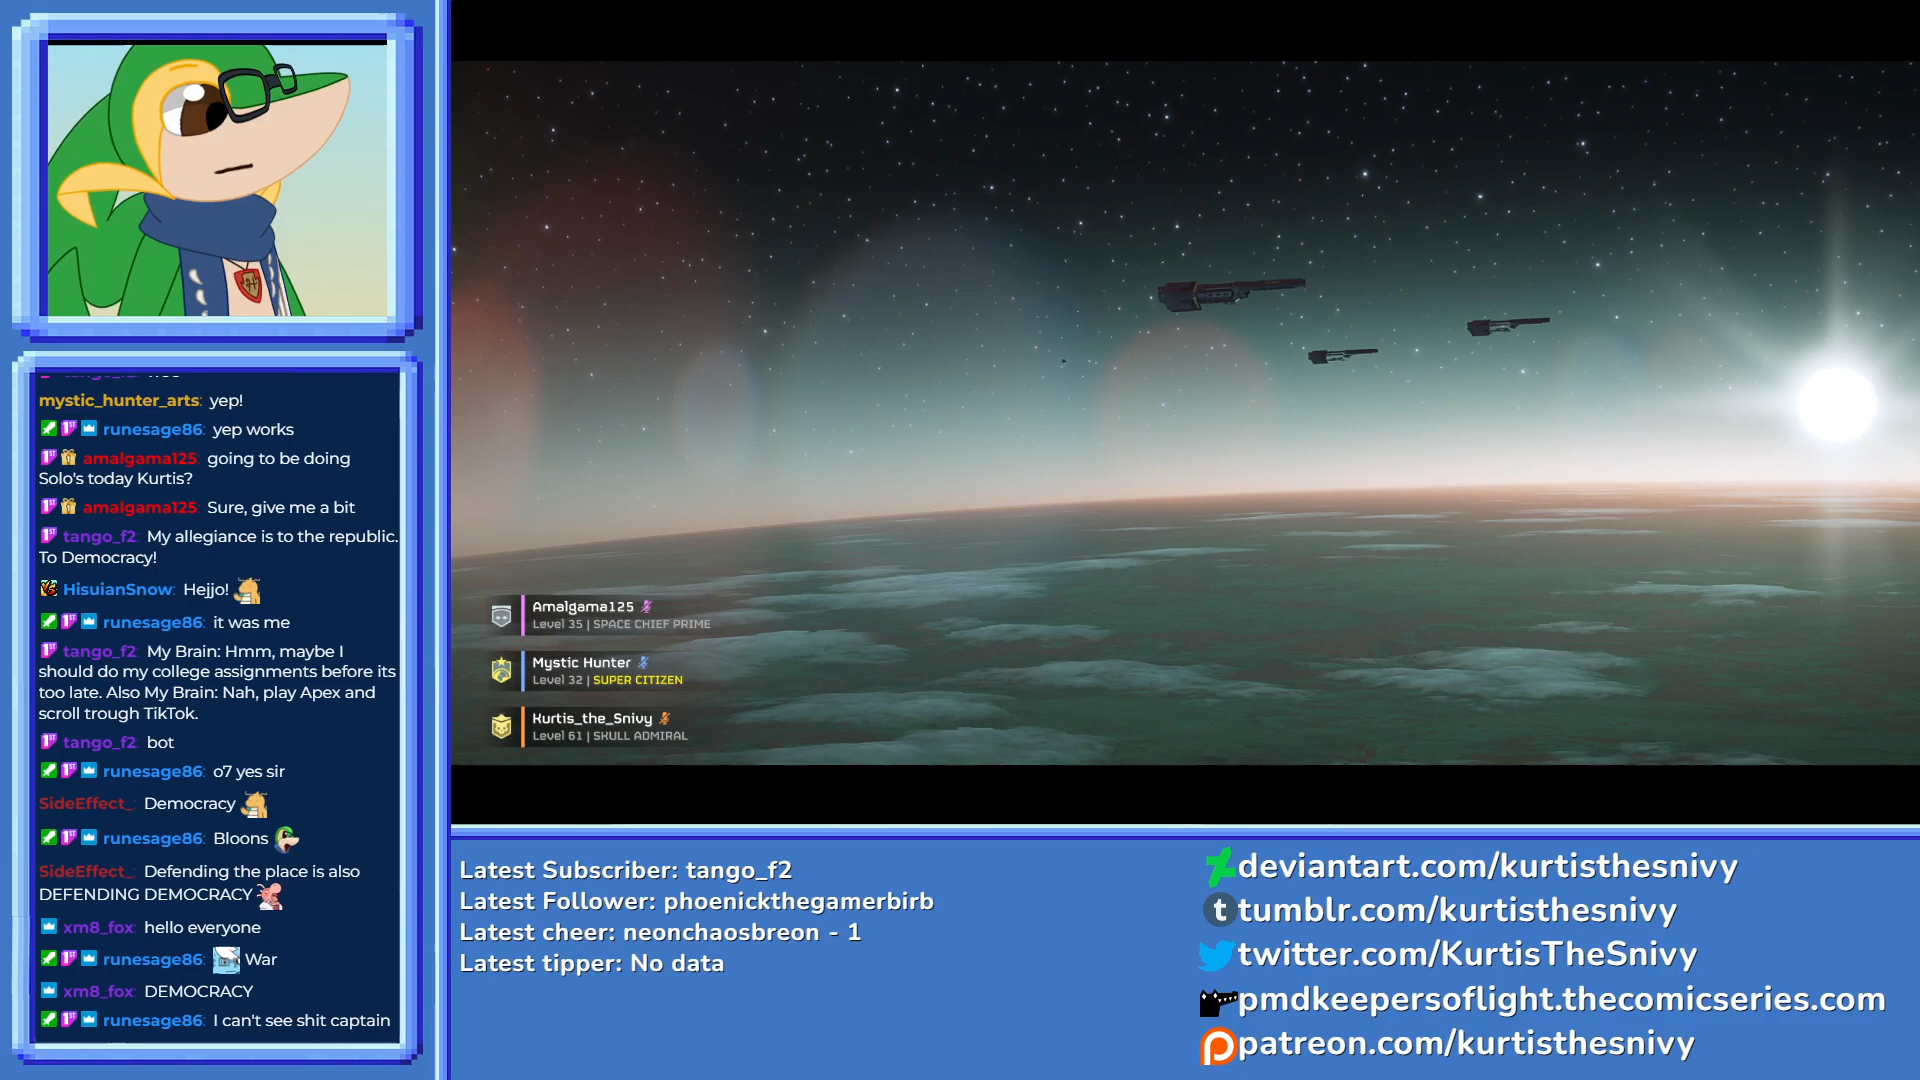 mystic_hunter_arts: yep!
runesage86: yep works
amalgama125: going to be doing
Solo's today Kurtis?
amalgama125: Sure, give me a bit
tango_f2: My allegiance is to the republic.
To Democracy!
HisuianSnow: Hejjo!
runesage86: it was me
tango_f2: My Brain: Hmm, maybe I
should do my college assignments before its
too late. Also My Brain: Nah, play Apex and
scroll trough TikTok.
tango_f2: bot
runesage86: o7 yes sir
SideEffect_: Democracy
runesage86: Bloons
SideEffect_: Defending the place is also
DEFENDING DEMOCRACY
xm8_fox: hello everyone
runesage86: War
xm8_fox: DEMOCRACY
runesage86: I can't see shit captain
Amalgama125
Level 35 | SPACE CHIEF PRIME
Mystic Hunter
Level 32 | SUPER CITIZEN
Kurtis_the_Snivy
Level 61 | SKULL ADMIRAL
Latest Subscriber: tango_f2
Latest Follower: phoenickthegamerbirb
Latest cheer: neonchaosbreon - 1
Latest tipper: No data
deviantart.com/kurtisthesnivy
tumblr.com/kurtisthesnivy
twitter.com/KurtisTheSnivy
pmdkeepersoflight.thecomicseries.com
patreon.com/kurtisthesnivy